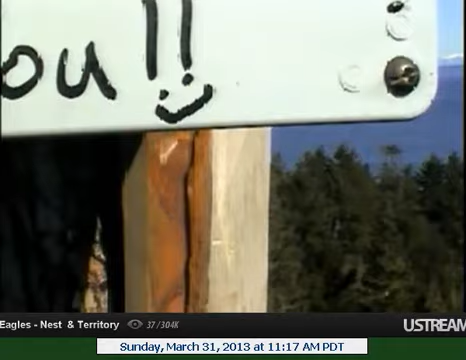 ou!!
Eagles - Nest & Territory 37/304K USTREAM
Sunday, March 31, 2013 at 11:17 AM PDT